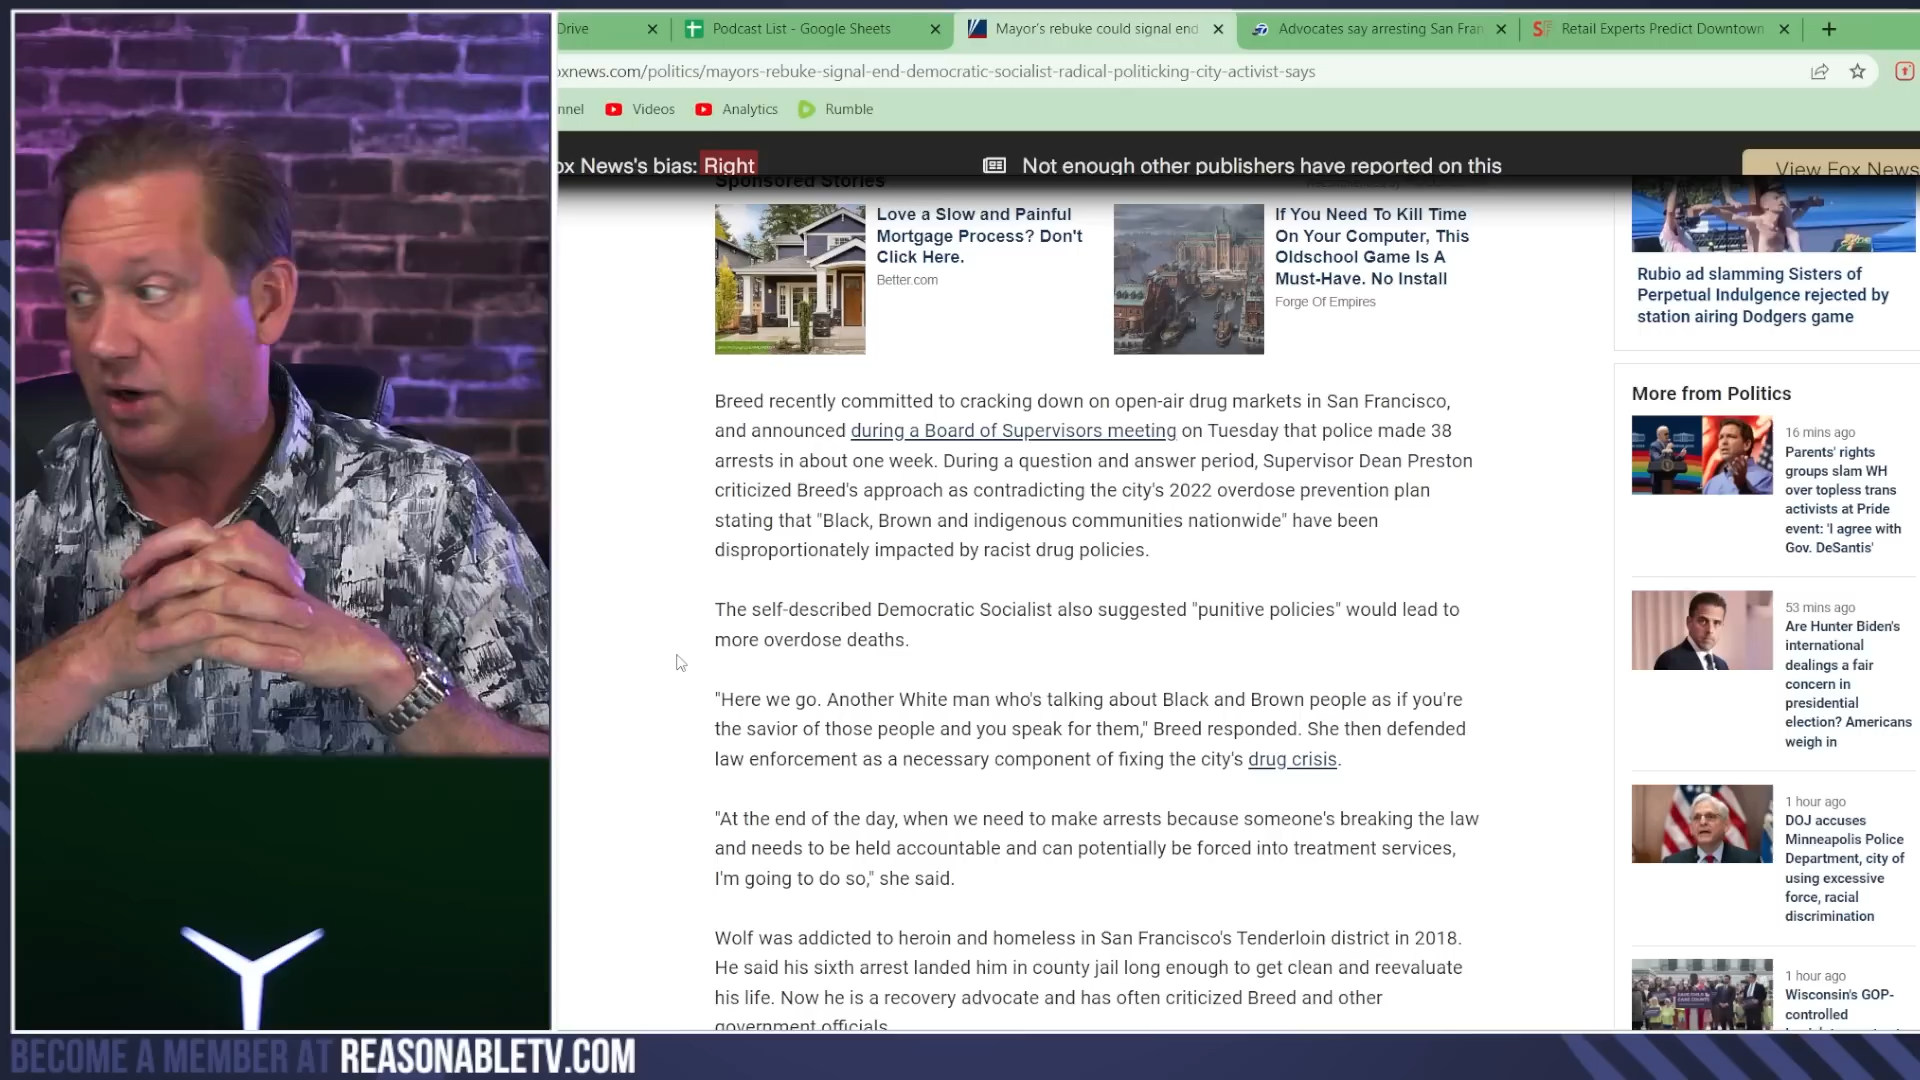 Drive
Podcast List - Google Sheets
Mayor's rebuke could signal end
Advocates say arresting San Fran
Retail Experts Predict Downtown
oxnews.com/politics/mayors-rebuke-signal-end-democratic-socialist-radical-politicking-city-activist-says
nnel
Videos
Analytics
Rumble
ox News's bias: Right
Not enough other publishers have reported on this
View Fox News
Sponsored Stories
Love a Slow and Painful
Mortgage Process? Don't
Click Here.
Better.com
If You Need To Kill Time
On Your Computer, This
Oldschool Game Is A
Must-Have. No Install
Forge Of Empires
Breed recently committed to cracking down on open-air drug markets in San Francisco,
and announced during a Board of Supervisors meeting on Tuesday that police made 38
arrests in about one week. During a question and answer period, Supervisor Dean Preston
criticized Breed's approach as contradicting the city's 2022 overdose prevention plan
stating that "Black, Brown and indigenous communities nationwide" have been
disproportionately impacted by racist drug policies.
The self-described Democratic Socialist also suggested "punitive policies" would lead to
more overdose deaths.
"Here we go. Another White man who's talking about Black and Brown people as if you're
the savior of those people and you speak for them," Breed responded. She then defended
law enforcement as a necessary component of fixing the city's drug crisis.
"At the end of the day, when we need to make arrests because someone's breaking the law
and needs to be held accountable and can potentially be forced into treatment services,
I'm going to do so," she said.
Wolf was addicted to heroin and homeless in San Francisco's Tenderloin district in 2018.
He said his sixth arrest landed him in county jail long enough to get clean and reevaluate
his life. Now he is a recovery advocate and has often criticized Breed and other
government officials.
Rubio ad slamming Sisters of
Perpetual Indulgence rejected by
station airing Dodgers game
More from Politics
16 mins ago
Parents' rights
groups slam WH
over topless trans
activists at Pride
event: 'I agree with
Gov. DeSantis'
53 mins ago
Are Hunter Biden's
international
dealings a fair
concern in
presidential
election? Americans
weigh in
1 hour ago
DOJ accuses
Minneapolis Police
Department, city of
using excessive
force, racial
discrimination
1 hour ago
Wisconsin's GOP-
controlled
BECOME A MEMBER AT REASONABLETV.COM